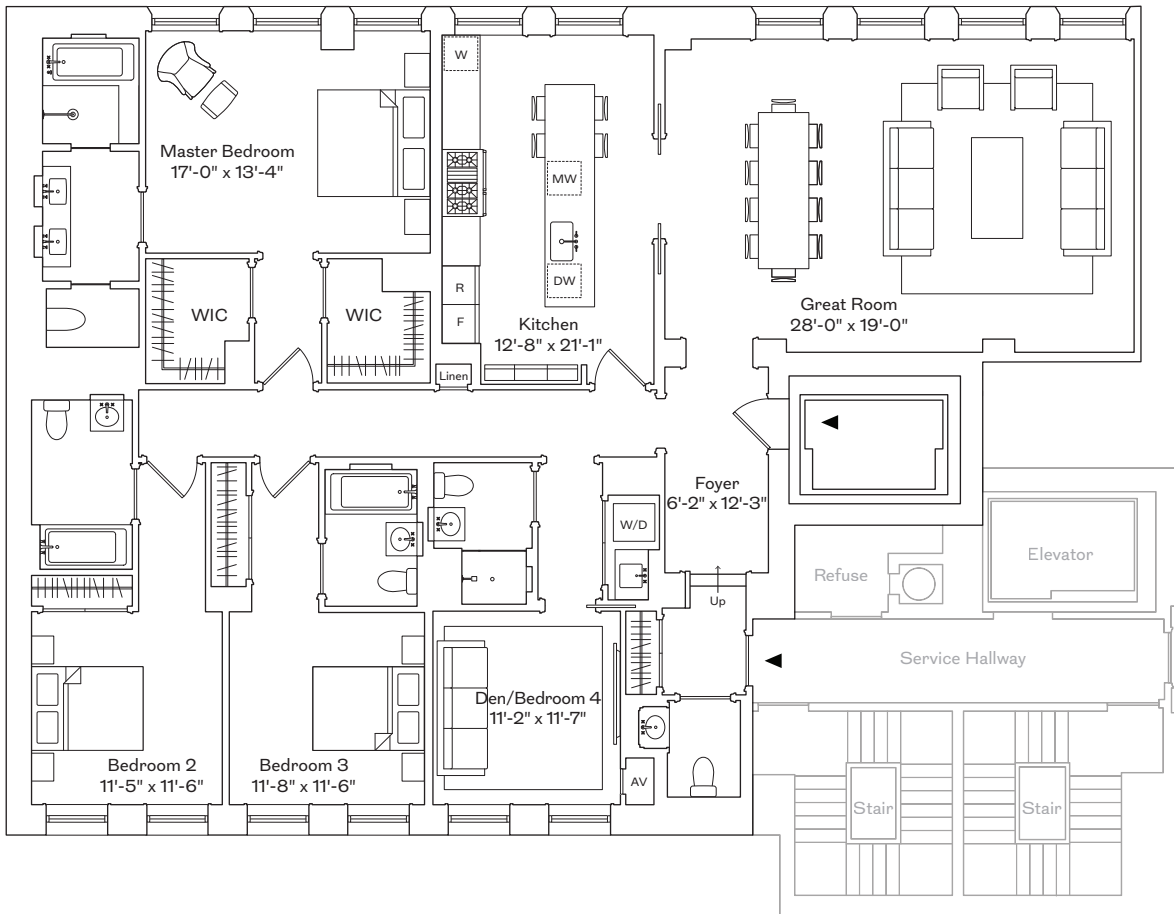 W
Master Bedroom
17'-0" x 13'-4"
MW
DW
R
F
WIC
WIC
Great Room
28'-0" x 19'-0"
Kitchen
12'-8" x 21'-1"
Linen
Foyer
6'-2" x 12'-3"
W/D
Up
Elevator
Refuse
Service Hallway
Den/Bedroom 4
11'-2" x 11'-7"
Bedroom 2
11'-5" x 11'-6"
Bedroom 3
11'-8" x 11'-6"
AV
Stair
Stair